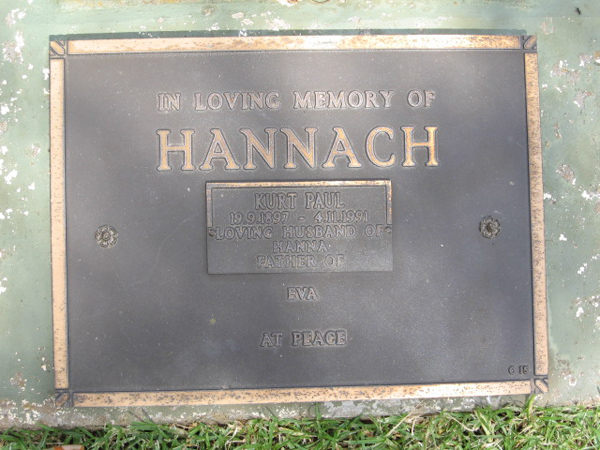 IN LOVING MEMORY OF
HANNACH
KURT PAUL
19.9.1897 - 4.11.1991
LOVING HUSBAND OF
HANNA
FATHER OF
EVA
AT PEACE